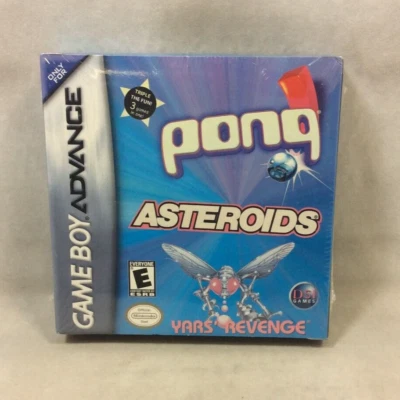 ONLY
FOR
GAME BOY ADVANCE
TRIPLE
THE FUN!
3
games in
one!
pong
ASTEROIDS
EVERYONE
E
ESRB
Nintendo
YARS' REVENGE
GAMES